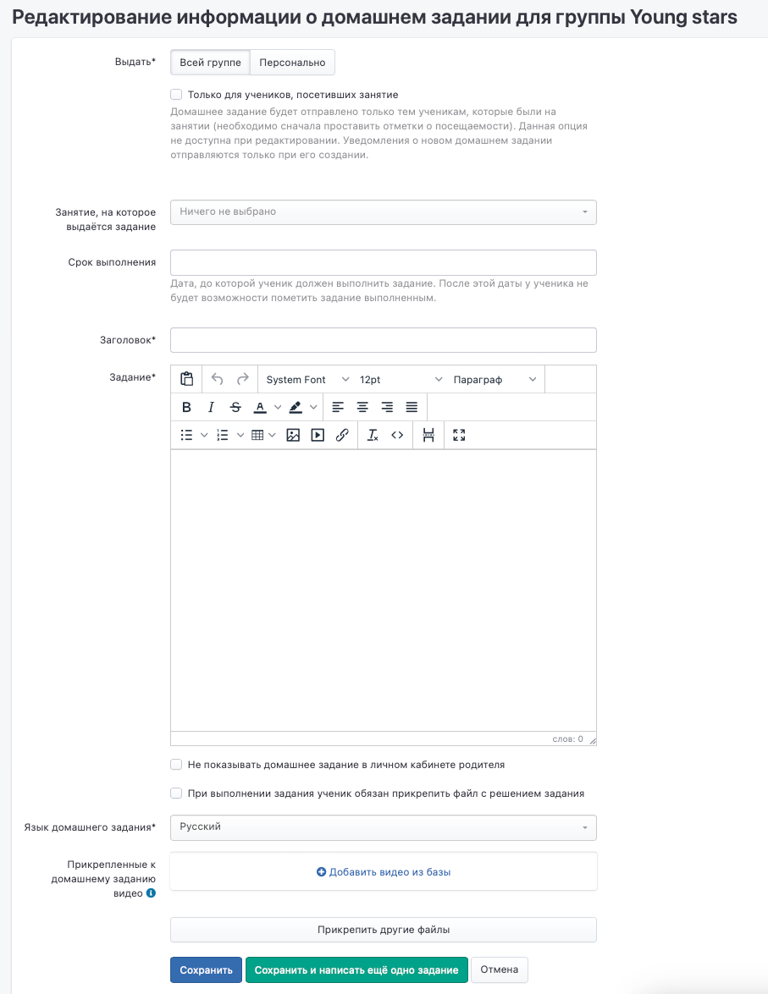 Редактирование информации о домашнем задании для группы Young stars
Выдать*
Всей группе
Персонально
Только для учеников, посетивших занятие
Домашнее задание будет отправлено только тем ученикам, которые были на
занятии (необходимо сначала проставить отметки о посещаемости). Данная опция
не доступна при редактировании. Уведомления о новом домашнем задании
отправляются только при его создании.
Занятие, на которое
выдаётся задание
Ничего не выбрано
Срок выполнения
Дата, до которой ученик должен выполнить задание. После этой даты у ученика не
будет возможности пометить задание выполненным.
Заголовок*
Задание*
System Font
12pt
Параграф
B I S A
слов: 0
Не показывать домашнее задание в личном кабинете родителя
При выполнении задания ученик обязан прикрепить файл с решением задания
Язык домашнего задания*
Русский
Прикрепленные к
домашнему заданию
видео
Добавить видео из базы
Прикрепить другие файлы
Сохранить
Сохранить и написать ещё одно задание
Отмена